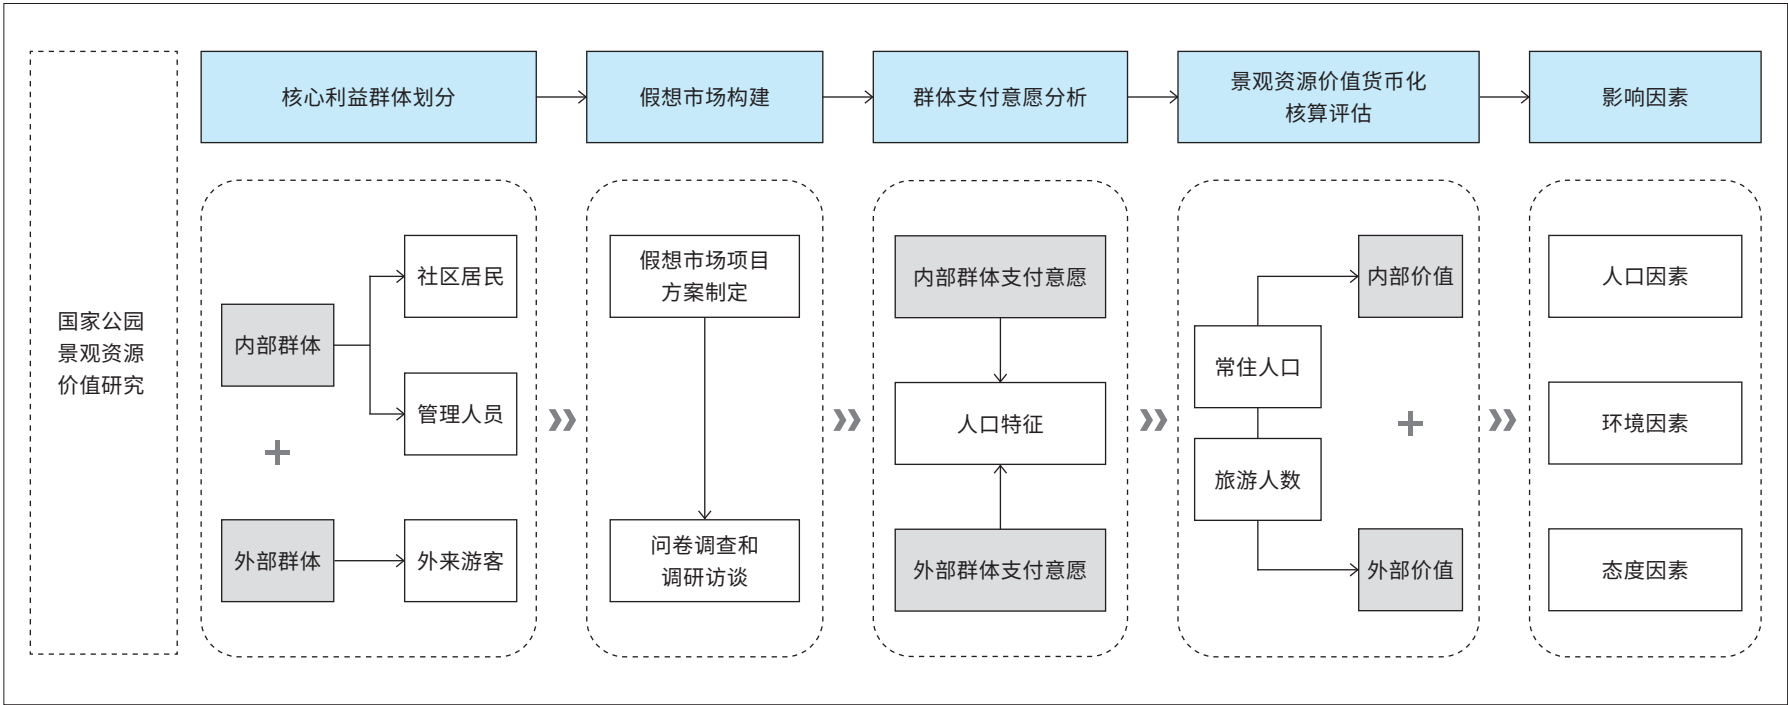 国家公园
景观资源
价值研究
核心利益群体划分
假想市场构建
群体支付意愿分析
景观资源价值货币化
核算评估
影响因素
内部群体
社区居民
管理人员
外部群体
外来游客
假想市场项目
方案制定
问卷调查和
调研访谈
内部群体支付意愿
人口特征
外部群体支付意愿
常住人口
旅游人数
内部价值
外部价值
人口因素
环境因素
态度因素